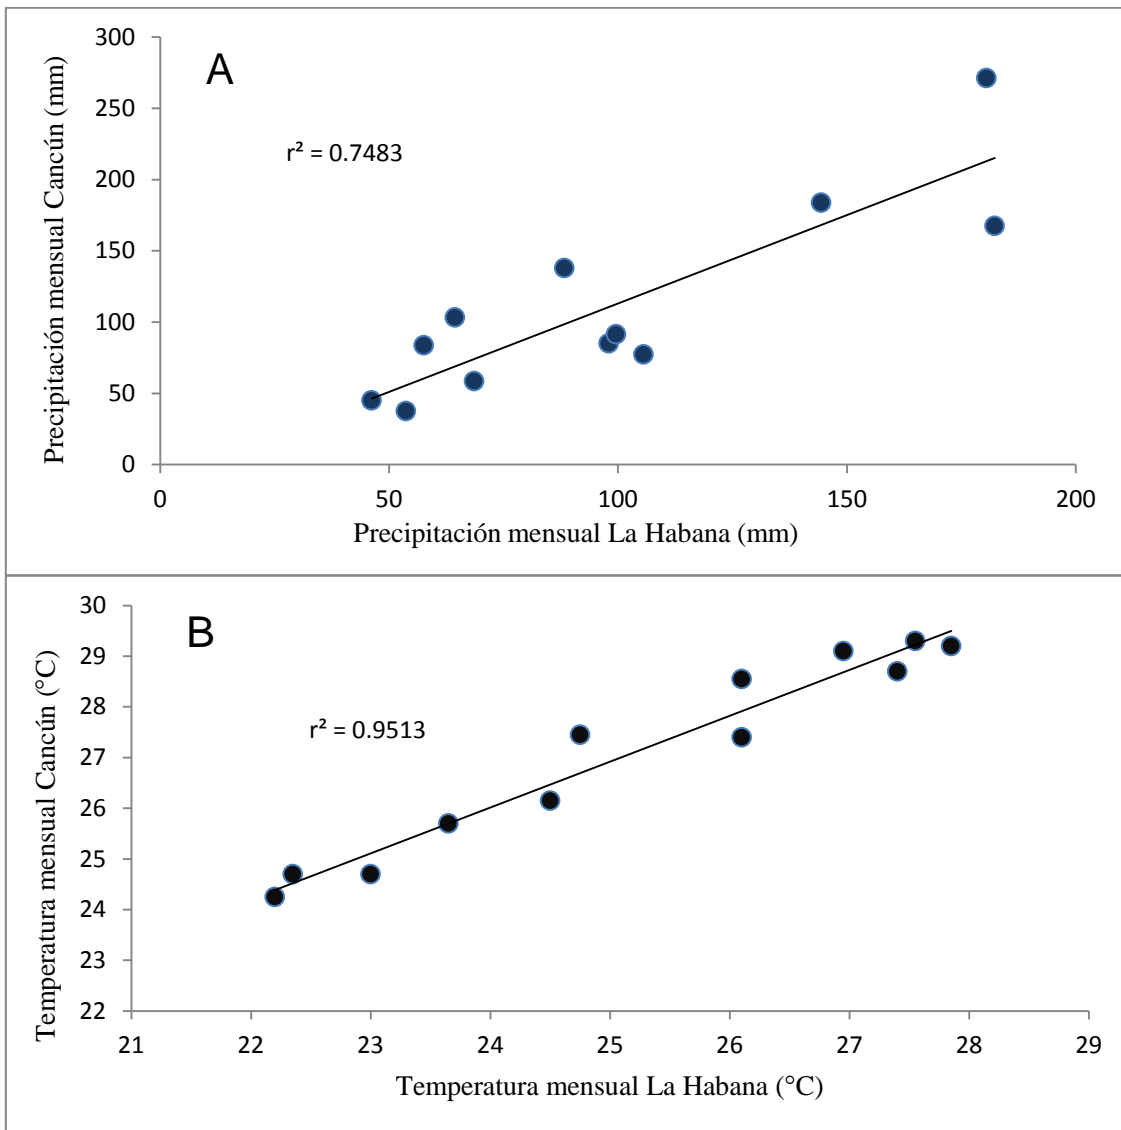 A
r² = 0.7483
Precipitación mensual Cancún (mm)
300
250
200
150
100
50
0
0 50 100 150 200
Precipitación mensual La Habana (mm)
B
r² = 0.9513
Temperatura mensual Cancún (°C)
30
29
28
27
26
25
24
23
22
21 22 23 24 25 26 27 28 29
Temperatura mensual La Habana (°C)